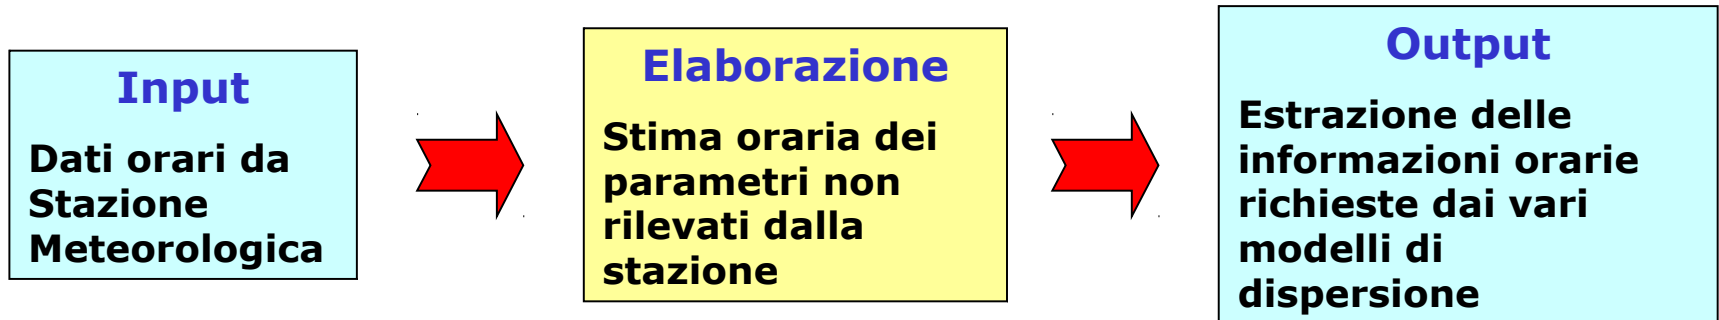 Input
Dati orari da
Stazione
Meteorologica
Elaborazione
Stima oraria dei
parametri non
rilevati dalla
stazione
Output
Estrazione delle
informazioni orarie
richieste dai vari
modelli di
dispersione